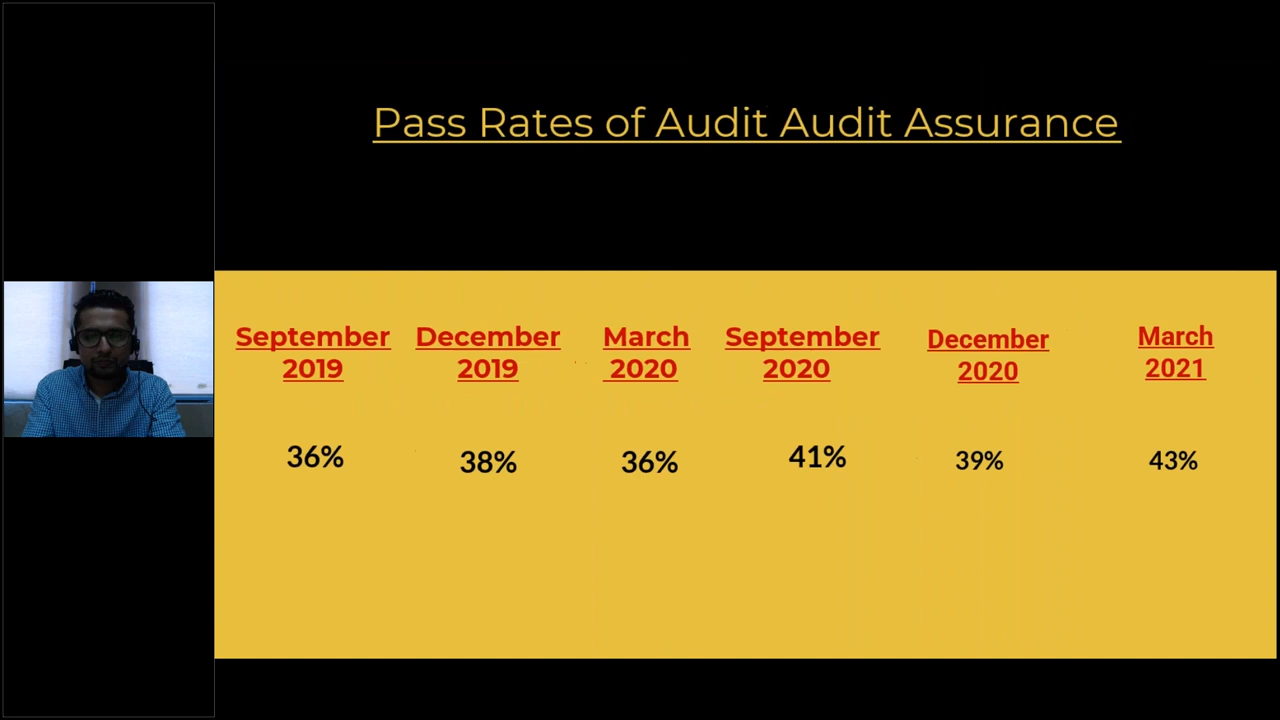 Pass Rates of Audit Audit Assurance
September 2019
December 2019
March 2020
September 2020
December 2020
March 2021
36%
38%
36%
41%
39%
43%